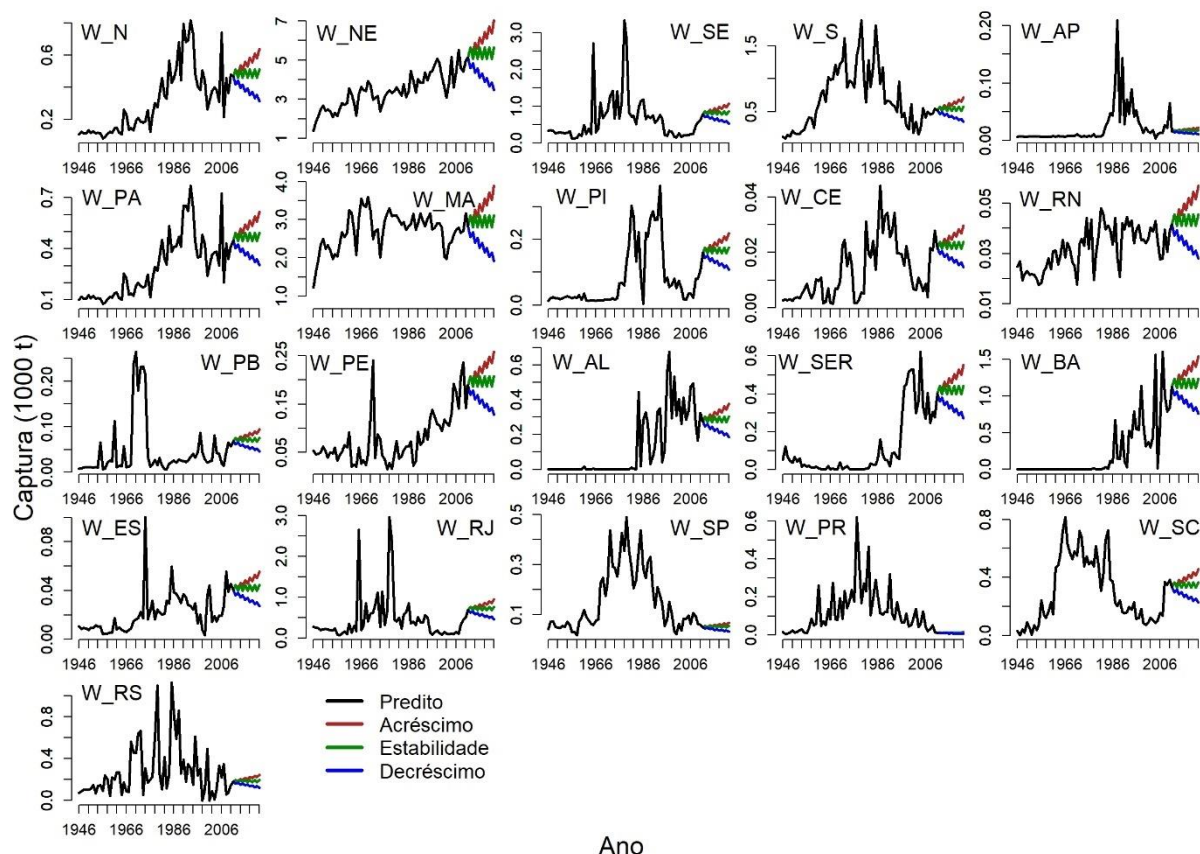 W_N
0.6
0.2
1946 1966 1986 2006
W_NE
7
5
3
1
1946 1966 1986 2006
W_SE
3.0
2.0
1.0
0.0
1946 1966 1986 2006
W_S
1.5
0.5
1946 1966 1986 2006
W_AP
0.20
0.10
0.00
1946 1966 1986 2006
W_PA
0.7
0.4
0.1
1946 1966 1986 2006
W_MA
4.0
3.0
2.0
1.0
1946 1966 1986 2006
W_PI
0.2
0.0
1946 1966 1986 2006
W_CE
0.04
0.02
0.00
1946 1966 1986 2006
W_RN
0.05
0.03
0.01
1946 1966 1986 2006
Captura (1000 t)
W_PB
0.20
0.10
0.00
1946 1966 1986 2006
W_PE
0.25
0.15
0.05
1946 1966 1986 2006
W_AL
0.6
0.4
0.2
0.0
1946 1966 1986 2006
W_SER
0.6
0.4
0.2
0.0
1946 1966 1986 2006
W_BA
1.5
1.0
0.5
0.0
1946 1966 1986 2006
W_ES
0.08
0.04
0.00
1946 1966 1986 2006
W_RJ
3.0
2.0
1.0
0.0
1946 1966 1986 2006
W_SP
0.5
0.3
0.1
1946 1966 1986 2006
W_PR
0.6
0.4
0.2
0.0
1946 1966 1986 2006
W_SC
0.8
0.4
0.0
1946 1966 1986 2006
W_RS
0.8
0.4
0.0
1946 1966 1986 2006
Predito
Acréscimo
Estabilidade
Decréscimo
Ano